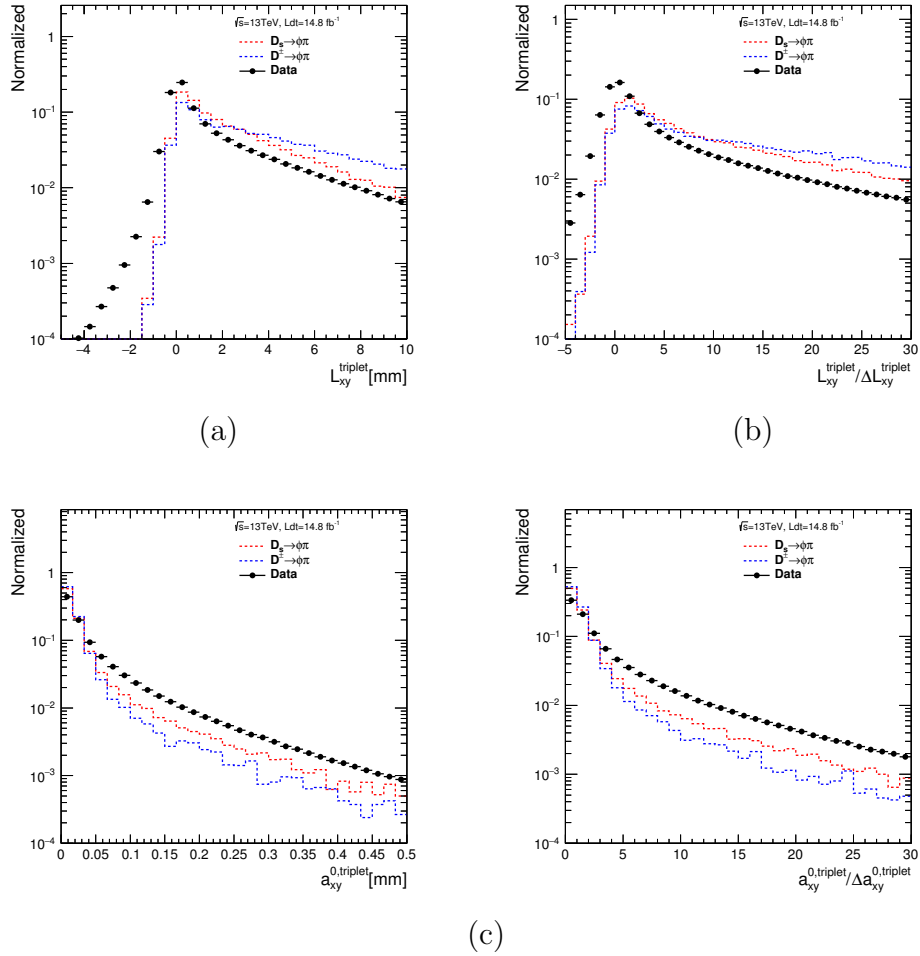 Normalized
√s=13TeV, Ldt=14.8 fb⁻¹
Dₛ→ϕπ
D±→ϕπ
Data
1
10⁻¹
10⁻²
10⁻³
10⁻⁴
−4 −2 0 2 4 6 8 10
L_xy^triplet [mm]
(a)
Normalized
√s=13TeV, Ldt=14.8 fb⁻¹
Dₛ→ϕπ
D±→ϕπ
Data
1
10⁻¹
10⁻²
10⁻³
10⁻⁴
−5 0 5 10 15 20 25 30
L_xy^triplet/ΔL_xy^triplet
(b)
Normalized
√s=13TeV, Ldt=14.8 fb⁻¹
Dₛ→ϕπ
D±→ϕπ
Data
1
10⁻¹
10⁻²
10⁻³
10⁻⁴
0 0.05 0.1 0.15 0.2 0.25 0.3 0.35 0.4 0.45 0.5
a_xy^0,triplet [mm]
Normalized
√s=13TeV, Ldt=14.8 fb⁻¹
Dₛ→ϕπ
D±→ϕπ
Data
1
10⁻¹
10⁻²
10⁻³
10⁻⁴
0 5 10 15 20 25 30
a_xy^0,triplet/Δa_xy^0,triplet
(c)